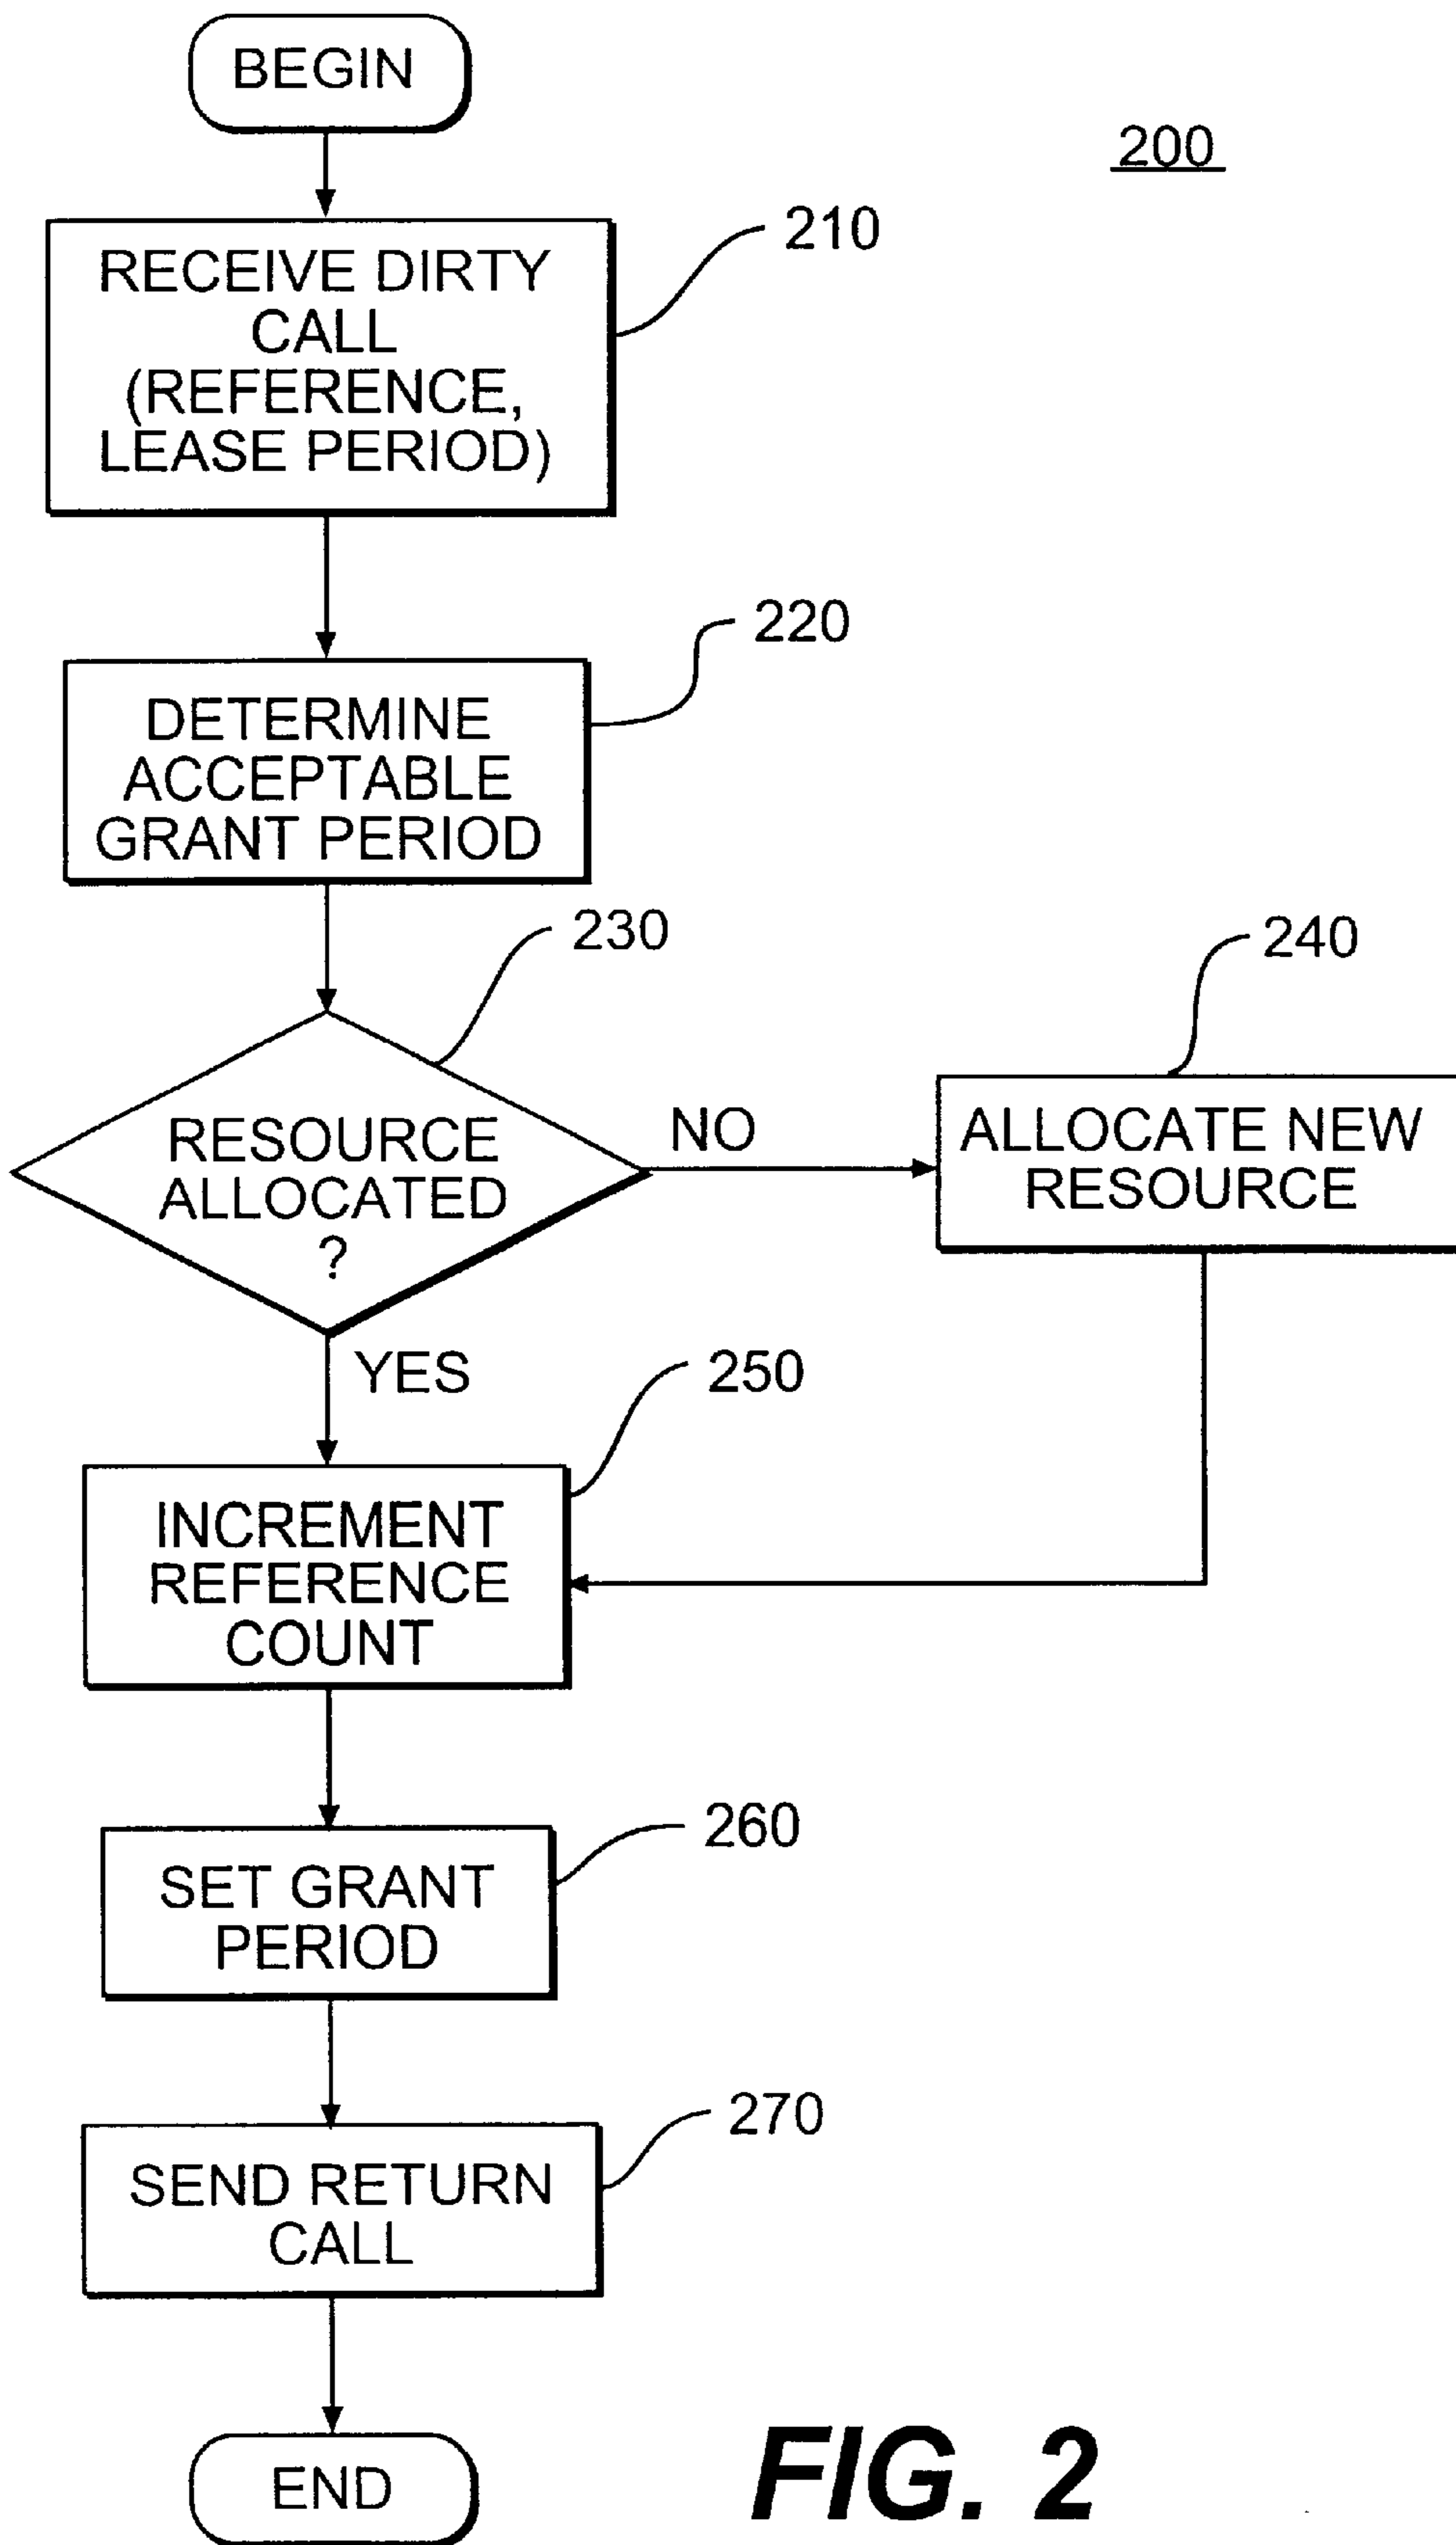 BEGIN
200
210
RECEIVE DIRTY
CALL
(REFERENCE,
LEASE PERIOD)
220
DETERMINE
ACCEPTABLE
GRANT PERIOD
230
240
RESOURCE
ALLOCATED
?
NO
ALLOCATE NEW
RESOURCE
YES
250
INCREMENT
REFERENCE
COUNT
260
SET GRANT
PERIOD
270
SEND RETURN
CALL
END
FIG. 2